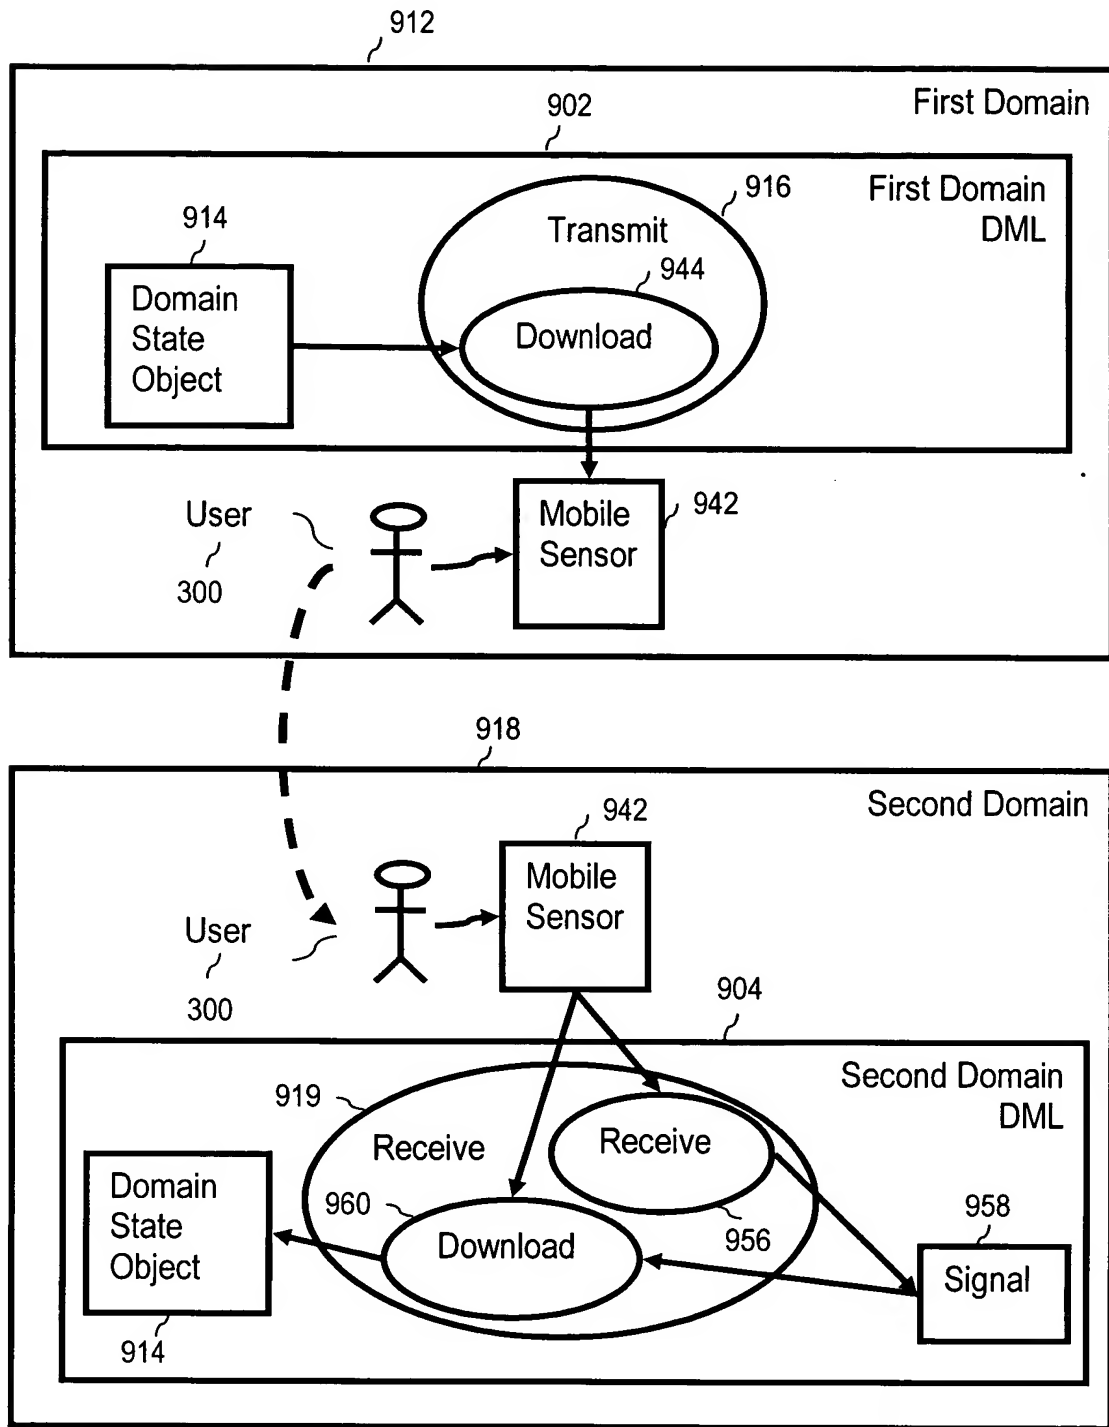 912
First Domain
902
First Domain
DML
916
914
Transmit
944
Domain
State
Object
Download
User
300
Mobile
Sensor
942
918
Second Domain
942
Mobile
Sensor
User
300
904
Second Domain
DML
919
Receive
Receive
Domain
State
Object
960
Download
956
958
Signal
914